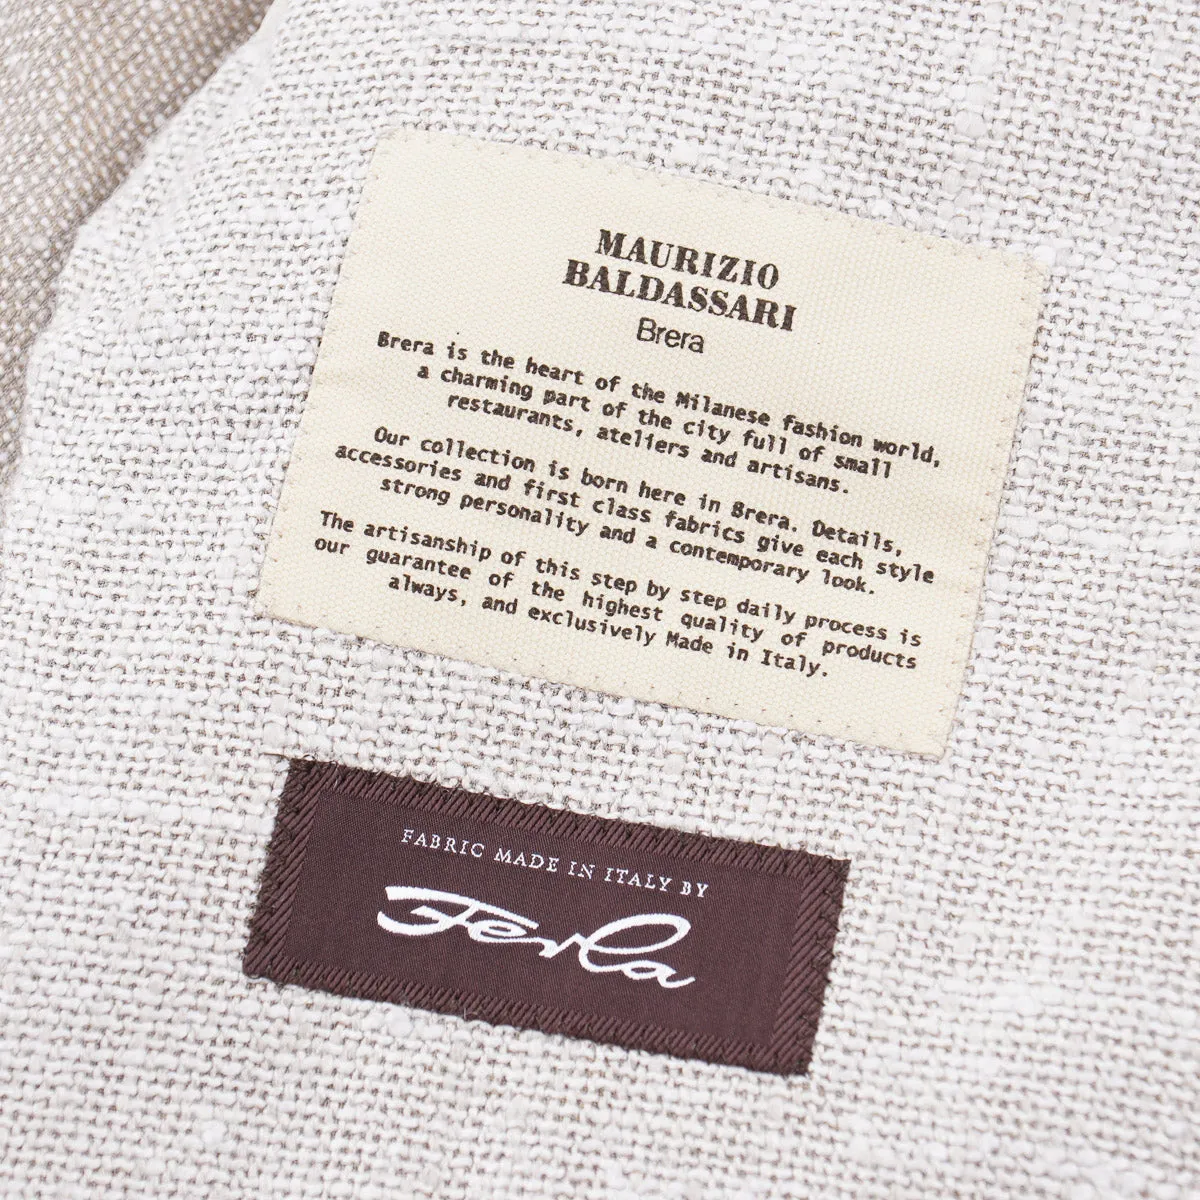 MAURIZIO
BALDASSARI
Brera
Brera is the heart of the Milanese fashion world,
a charming part of the city full of small
restaurants, ateliers and artisans.
Our collection is born here in Brera. Details,
accessories and first class fabrics give each style
strong personality and a contemporary look.
The artisanship of this step by step daily process is
our guarantee of the highest quality of products
always, and exclusively Made in Italy.
FABRIC MADE IN ITALY BY
Ferla